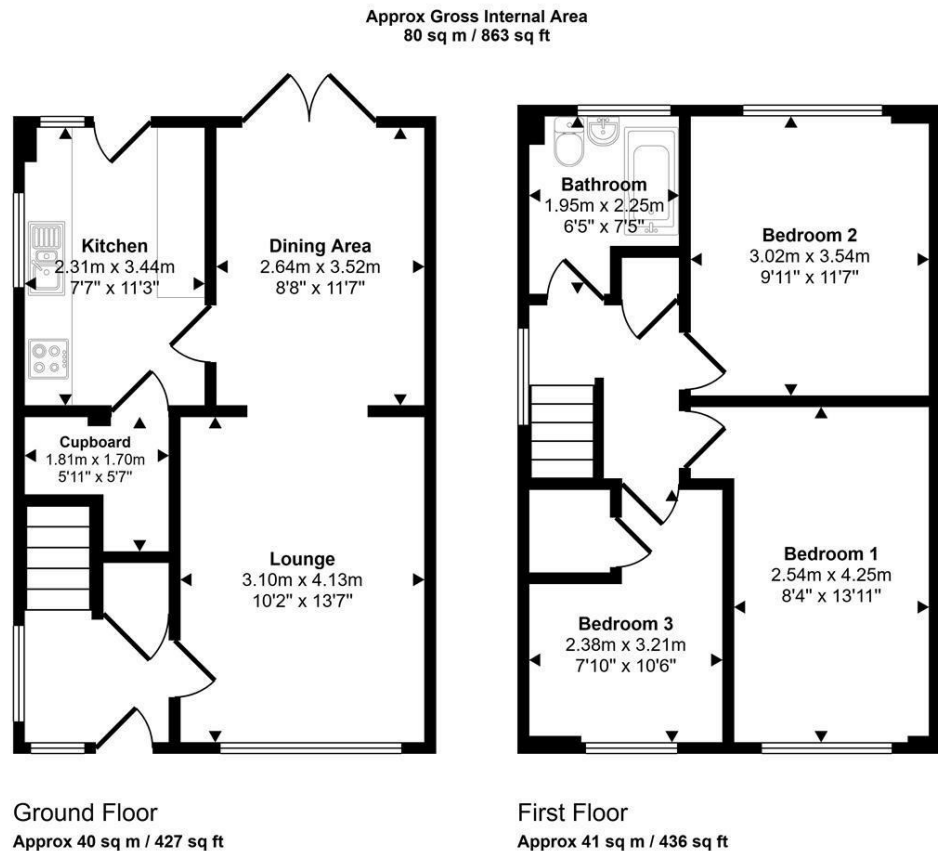 Approx Gross Internal Area
80 sq m / 863 sq ft
Kitchen
2.31m x 3.44m
7'7" x 11'3"
Dining Area
2.64m x 3.52m
8'8" x 11'7"
Cupboard
1.81m x 1.70m
5'11" x 5'7"
Lounge
3.10m x 4.13m
10'2" x 13'7"
Ground Floor
Approx 40 sq m / 427 sq ft
Bathroom
1.95m x 2.25m
6'5" x 7'5"
Bedroom 2
3.02m x 3.54m
9'11" x 11'7"
Bedroom 1
2.54m x 4.25m
8'4" x 13'11"
Bedroom 3
2.38m x 3.21m
7'10" x 10'6"
First Floor
Approx 41 sq m / 436 sq ft